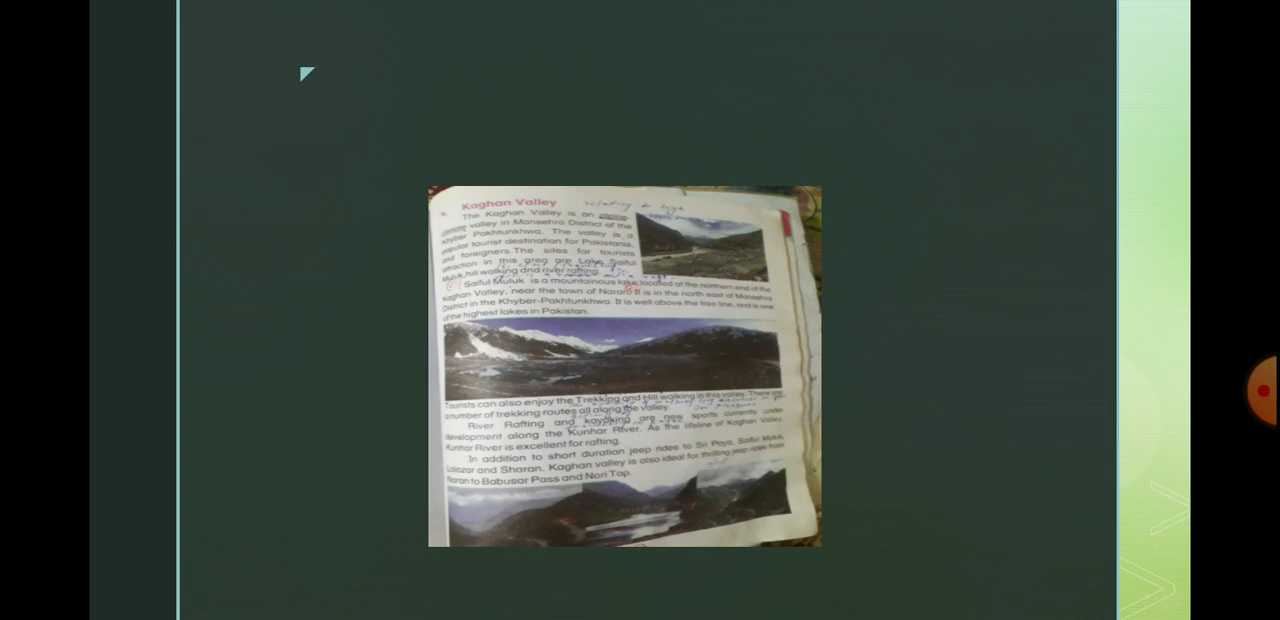 Kaghan Valley
relating to high
The Kaghan Valley is an alpine
valley in Mansehra District of the
Khyber Pakhtunkhwa. The valley is a
popular tourist destination for Pakistanis
and foreigners. The sites for tourists
attraction in this area are Lake Saiful
Muluk, hill walking and river rafting.
Saiful Muluk is a mountainous lake located at the northern end of the
Kaghan Valley, near the town of Naran. It is in the north east of Mansehra
District in the Khyber-Pakhtunkhwa. It is well above the tree line, and is one
of the highest lakes in Pakistan.
Tourists can also enjoy the Trekking and Hill walking in this valley. There are
a number of trekking routes all along the valley.
River Rafting and kayaking are new sports currently under
development along the Kunhar River. As the lifeline of Kaghan Valley,
Kunhar River is excellent for rafting.
In addition to short duration jeep rides to Sri Paya, Saiful Muluk,
Lalazar and Sharan, Kaghan valley is also ideal for thrilling jeep rides from
Naran to Babusar Pass and Nori Top.